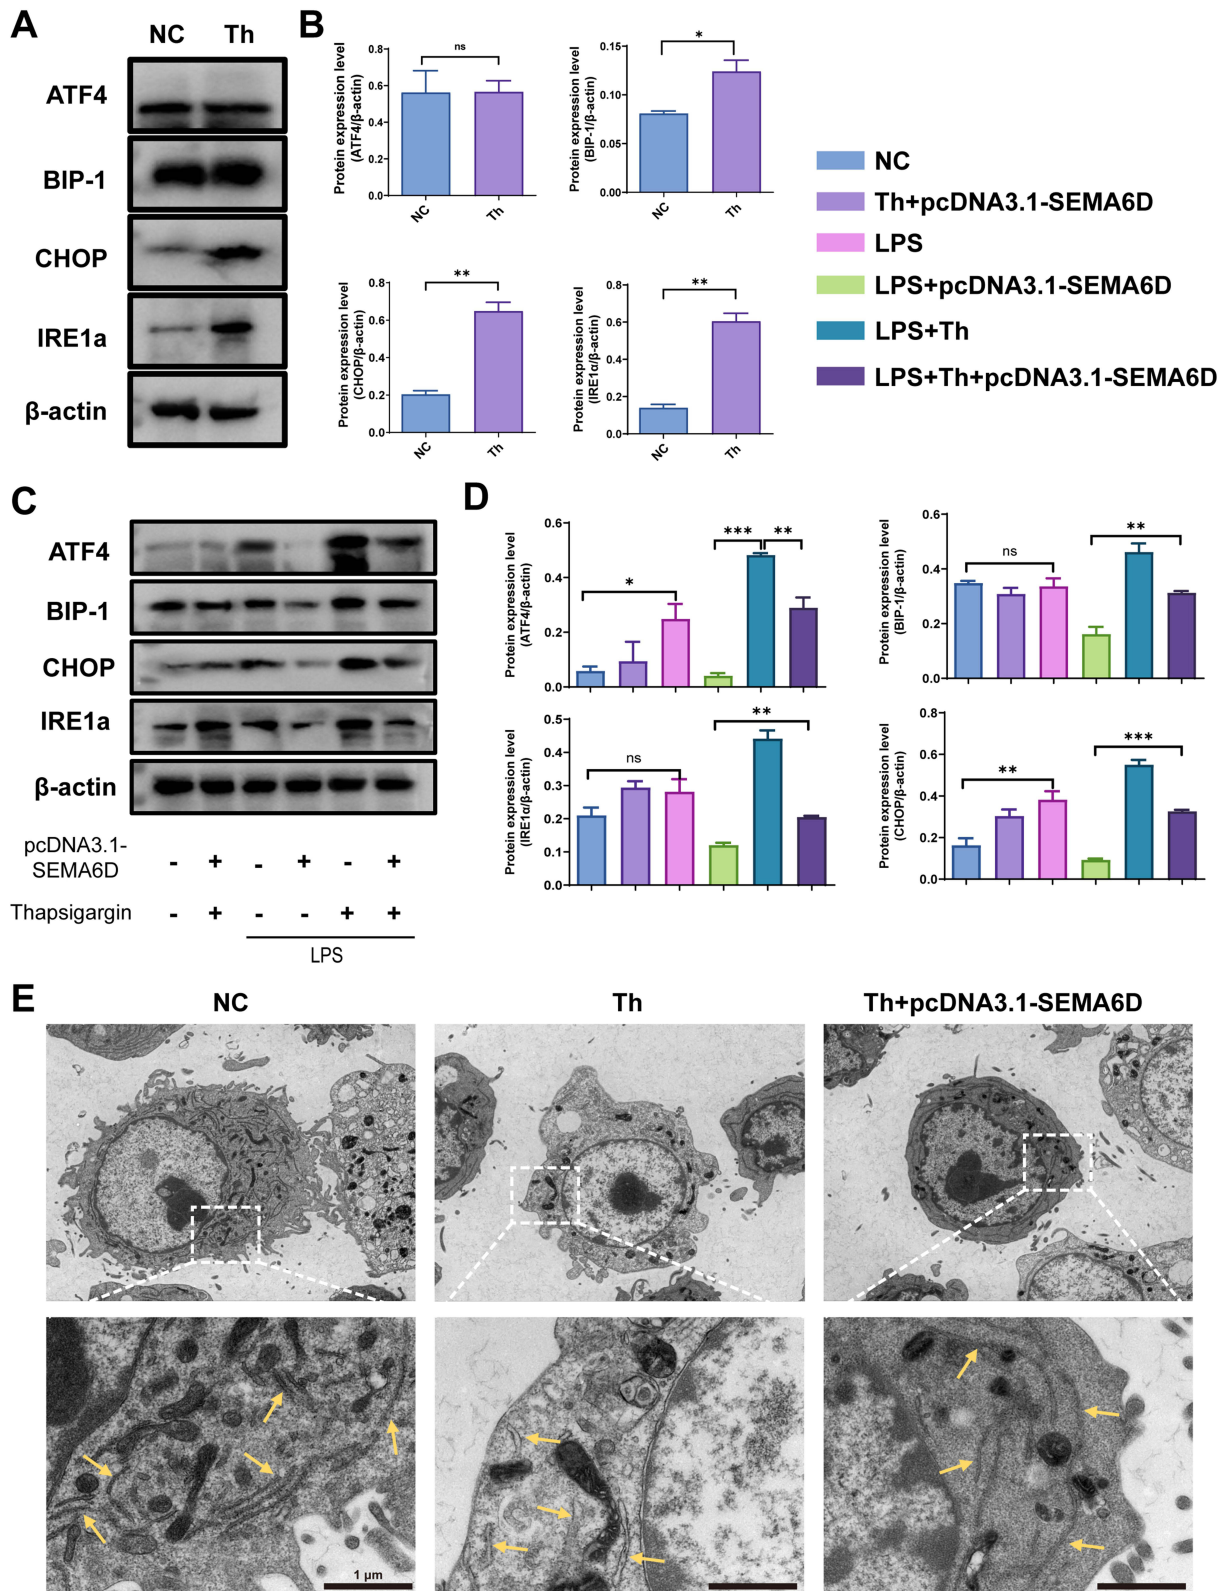 A
NC Th
ATF4
BIP-1
CHOP
IRE1a
β-actin
B
Protein expression level
(ATF4/β-actin)
0.8
0.6
0.4
0.2
0.0
ns
NC
Th
Protein expression level
(BIP-1/β-actin)
0.15
0.10
0.05
0.00
*
NC
Th
Protein expression level
(CHOP/β-actin)
0.8
0.6
0.4
0.2
0.0
**
NC
Th
Protein expression level
(IRE1α/β-actin)
0.8
0.6
0.4
0.2
0.0
**
NC
Th
NC
Th+pcDNA3.1-SEMA6D
LPS
LPS+pcDNA3.1-SEMA6D
LPS+Th
LPS+Th+pcDNA3.1-SEMA6D
C
ATF4
BIP-1
CHOP
IRE1a
β-actin
pcDNA3.1-
SEMA6D
- + - + - +
Thapsigargin - + - - + +
LPS
D
Protein expression level
(ATF4/β-actin)
0.6
0.4
0.2
0.0
*
***
**
Protein expression level
(BIP-1/β-actin)
0.6
0.4
0.2
0.0
ns
**
Protein expression level
(IRE1α/β-actin)
0.5
0.4
0.3
0.2
0.1
0.0
ns
**
Protein expression level
(CHOP/β-actin)
0.8
0.6
0.4
0.2
0.0
**
***
E
NC
Th
Th+pcDNA3.1-SEMA6D
1 μm